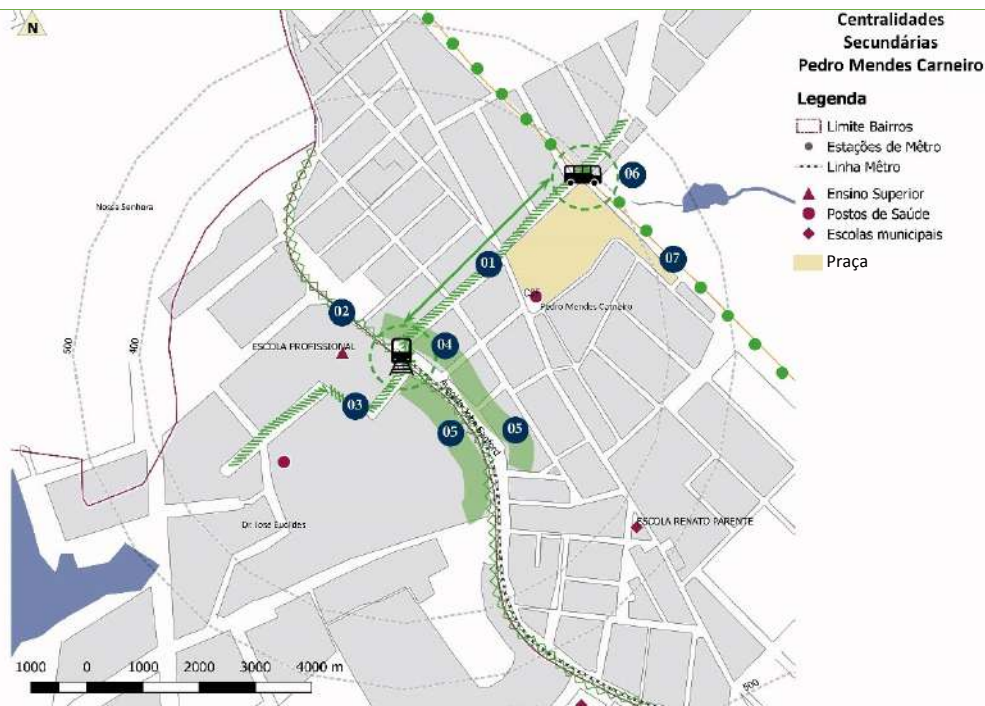 N
Centralidades
Secundárias
Pedro Mendes Carneiro
Legenda
Limite Bairros
Estações de Mêtro
Linha Mêtro
Ensino Superior
Postos de Saúde
Escolas municipais
Praça
06
Nossa Senhora
01
07
Pedro Mendes Carneiro
02
500
400
ESCOLA PROFISSIONAL
04
03
05
05
Dr. José Euclides
ESCOLA RENATO PARENTE
1000 0 1000 2000 3000 4000 m
500